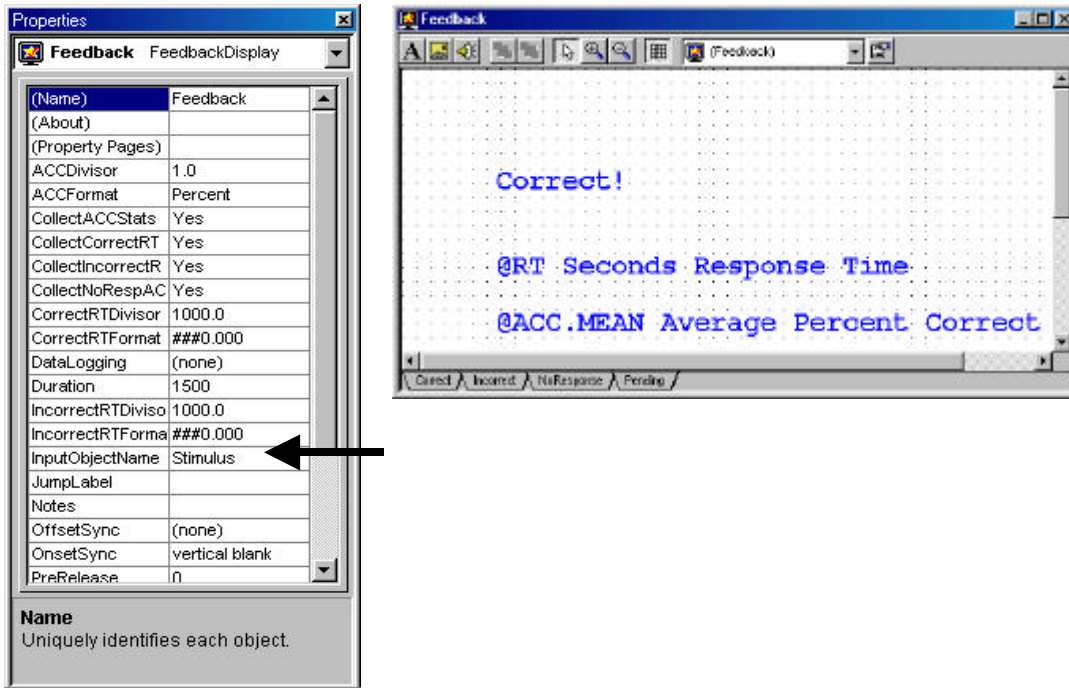 Properties
Feedback FeedbackDisplay
(Name) Feedback
(About)
(Property Pages)
ACCDivisor 1.0
ACCFormat Percent
CollectACCStats Yes
CollectCorrectRT Yes
CollectIncorrectR Yes
CollectNoRespAC Yes
CorrectRTDivisor 1000.0
CorrectRTFormat ###0.000
DataLogging (none)
Duration 1500
IncorrectRTDiviso 1000.0
IncorrectRTForma ###0.000
InputObjectName Stimulus
JumpLabel
Notes
OffsetSync (none)
OnsetSync vertical blank
PreRelease 0
Name
Uniquely identifies each object.
Feedback
A (Feedback)
Correct!
@RT Seconds Response Time
@ACC.MEAN Average Percent Correct
Correct Incorrect NoResponse Pending